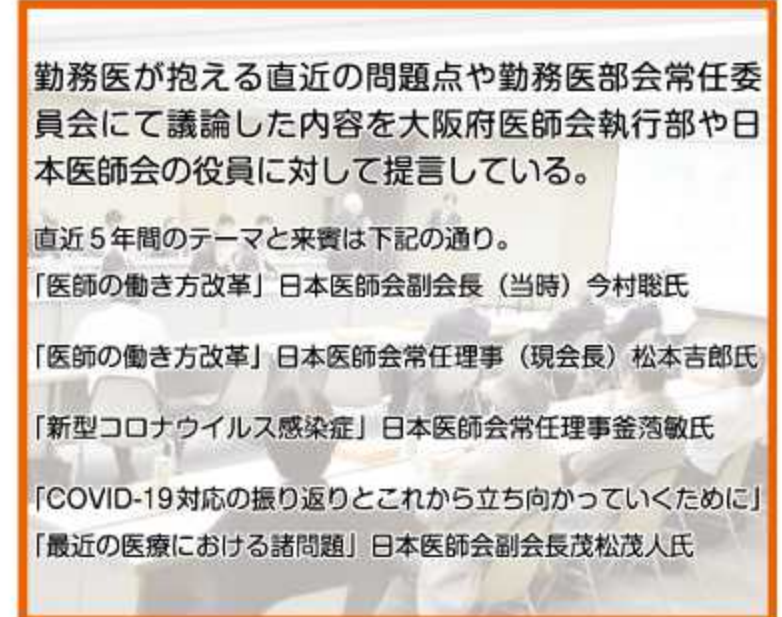 勤務医が抱える直近の問題点や勤務医部会常任委
員会にて議論した内容を大阪府医師会執行部や日
本医師会の役員に対して提言している。
直近5年間のテーマと来賓は下記の通り。
「医師の働き方改革」日本医師会副会長（当時）今村聡氏
「医師の働き方改革」日本医師会常任理事（現会長）松本吉郎氏
「新型コロナウイルス感染症」日本医師会常任理事釜萢敏氏
「COVID-19対応の振り返りとこれから立ち向かっていくために」
「最近の医療における諸問題」日本医師会副会長茂松茂人氏